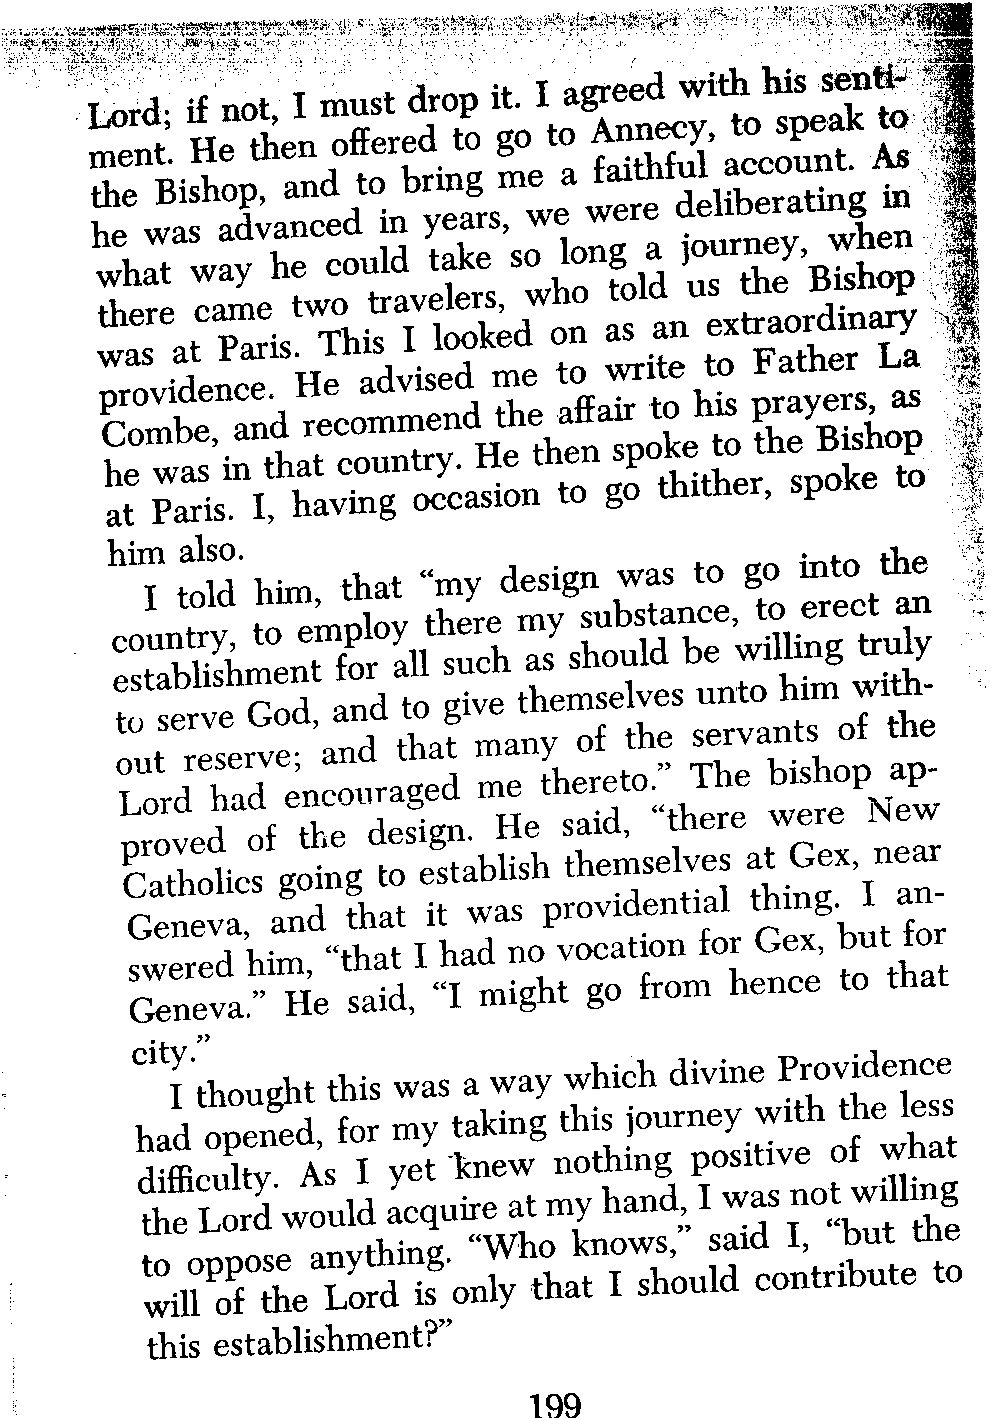 Lord; if not, I must drop it. I agreed with his senti-
ment. He then offered to go to Annecy, to speak to
the Bishop, and to bring me a faithful account. As
he was advanced in years, we were deliberating in
what way he could take so long a journey, when
there came two travelers, who told us the Bishop
was at Paris. This I looked on as an extraordinary
providence. He advised me to write to Father La
Combe, and recommend the affair to his prayers, as
he was in that country. He then spoke to the Bishop
at Paris. I, having occasion to go thither, spoke to
him also.
I told him, that “my design was to go into the
country, to employ there my substance, to erect an
establishment for all such as should be willing truly
to serve God, and to give themselves unto him with-
out reserve; and that many of the servants of the
Lord had encouraged me thereto.” The bishop ap-
proved of the design. He said, “there were New
Catholics going to establish themselves at Gex, near
Geneva, and that it was providential thing. I an-
swered him, “that I had no vocation for Gex, but for
Geneva.” He said, “I might go from hence to that
city.”
I thought this was a way which divine Providence
had opened, for my taking this journey with the less
difficulty. As I yet knew nothing positive of what
the Lord would acquire at my hand, I was not willing
to oppose anything. “Who knows,” said I, “but the
will of the Lord is only that I should contribute to
this establishment?”
199